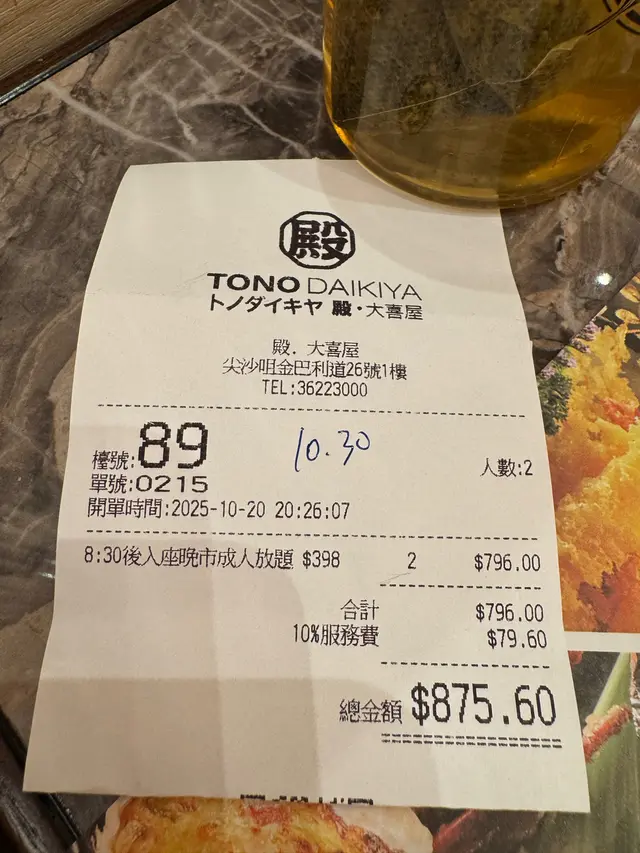 殿
TONO DAIKIYA
トノダイキヤ 殿・大喜屋
殿. 大喜屋
尖沙咀金巴利道26號1樓
TEL:36223000
檯號:89
10.30
人數:2
單號:0215
開單時間:2025-10-20 20:26:07
8:30後入座晚市成人放題 $398 2 $796.00
合計 $796.00
10%服務費 $79.60
總金額 $875.60